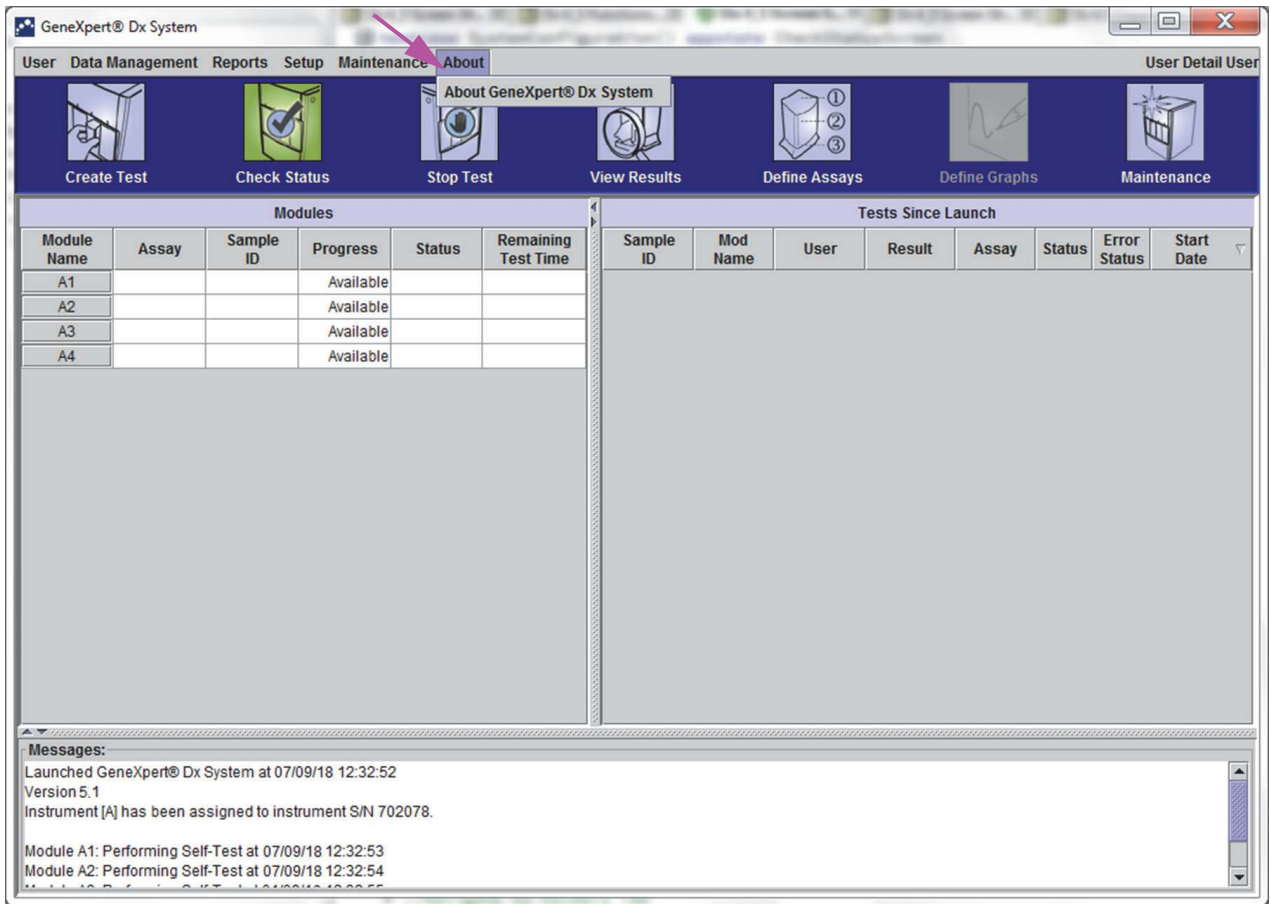 GeneXpert® Dx System
User Data Management Reports Setup Maintenance About User Detail User
About GeneXpert® Dx System
Create Test Check Status Stop Test View Results Define Assays Define Graphs Maintenance
1
2
3
Modules
Module Name Assay Sample ID Progress Status Remaining Test Time
A1 Available
A2 Available
A3 Available
A4 Available
Tests Since Launch
Sample ID Mod Name User Result Assay Status Error Status Start Date
Messages:
Launched GeneXpert® Dx System at 07/09/18 12:32:52
Version 5.1
Instrument [A] has been assigned to instrument S/N 702078.
Module A1: Performing Self-Test at 07/09/18 12:32:53
Module A2: Performing Self-Test at 07/09/18 12:32:54